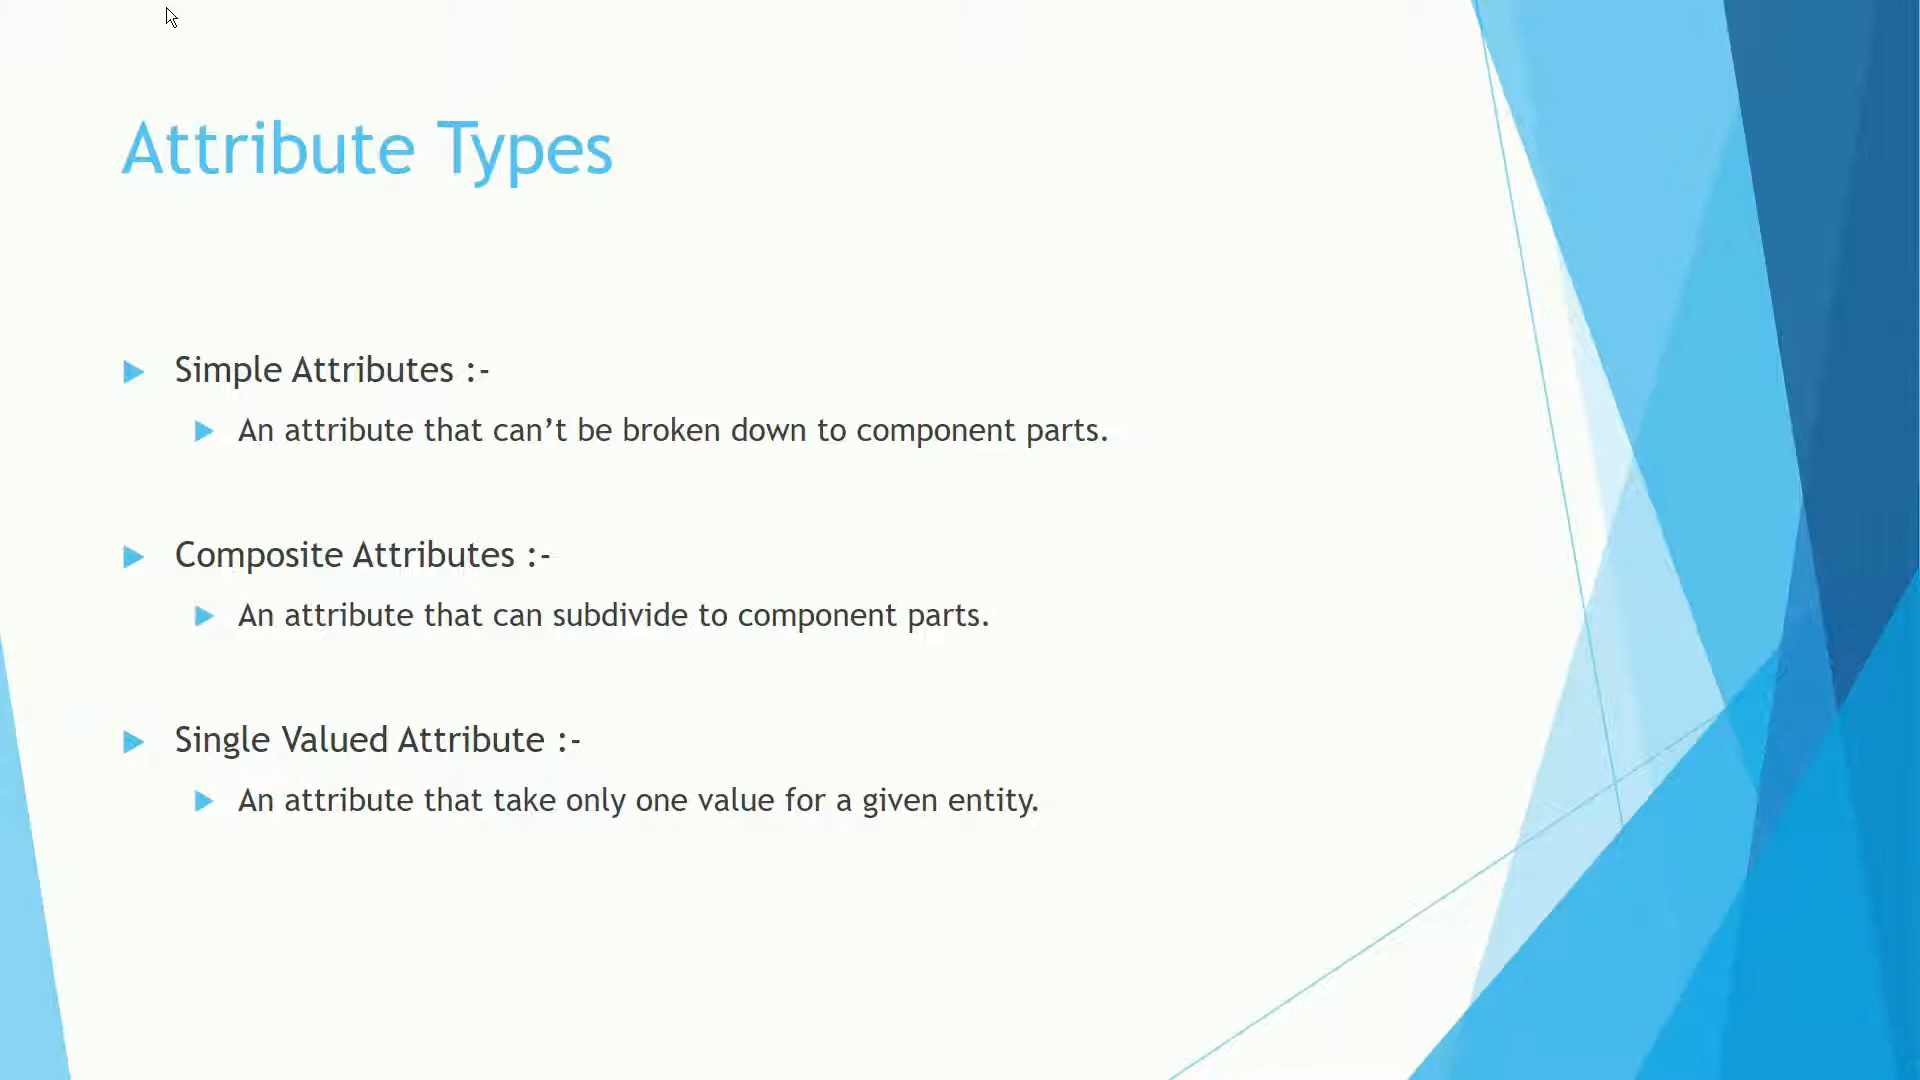 Attribute Types
Simple Attributes :-
An attribute that can’t be broken down to component parts.
Composite Attributes :-
An attribute that can subdivide to component parts.
Single Valued Attribute :-
An attribute that take only one value for a given entity.